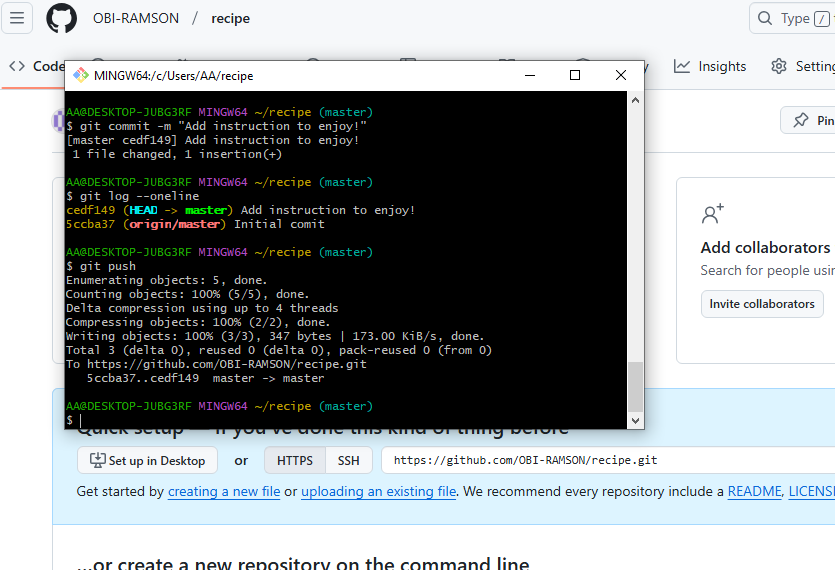 OBI-RAMSON / recipe
Type /
Code
Insights
Setting
MINGW64:/c/Users/AA/recipe
AA@DESKTOP-JUBG3RF MINGW64 ~/recipe (master)
$ git commit -m "Add instruction to enjoy!"
[master cedf149] Add instruction to enjoy!
1 file changed, 1 insertion(+)
AA@DESKTOP-JUBG3RF MINGW64 ~/recipe (master)
$ git log --oneline
cedf149 (HEAD -> master) Add instruction to enjoy!
5ccba37 (origin/master) Initial comit
AA@DESKTOP-JUBG3RF MINGW64 ~/recipe (master)
$ git push
Enumerating objects: 5, done.
Counting objects: 100% (5/5), done.
Delta compression using up to 4 threads
Compressing objects: 100% (2/2), done.
Writing objects: 100% (3/3), 347 bytes | 173.00 KiB/s, done.
Total 3 (delta 0), reused 0 (delta 0), pack-reused 0 (from 0)
To https://github.com/OBI-RAMSON/recipe.git
5ccba37..cedf149 master -> master
AA@DESKTOP-JUBG3RF MINGW64 ~/recipe (master)
$
Pin
Add collaborators
Search for people usin
Invite collaborators
Quick setup — if you've done this kind of thing before
Set up in Desktop or HTTPS SSH https://github.com/OBI-RAMSON/recipe.git
Get started by creating a new file or uploading an existing file. We recommend every repository include a README, LICENS
...or create a new repository on the command line